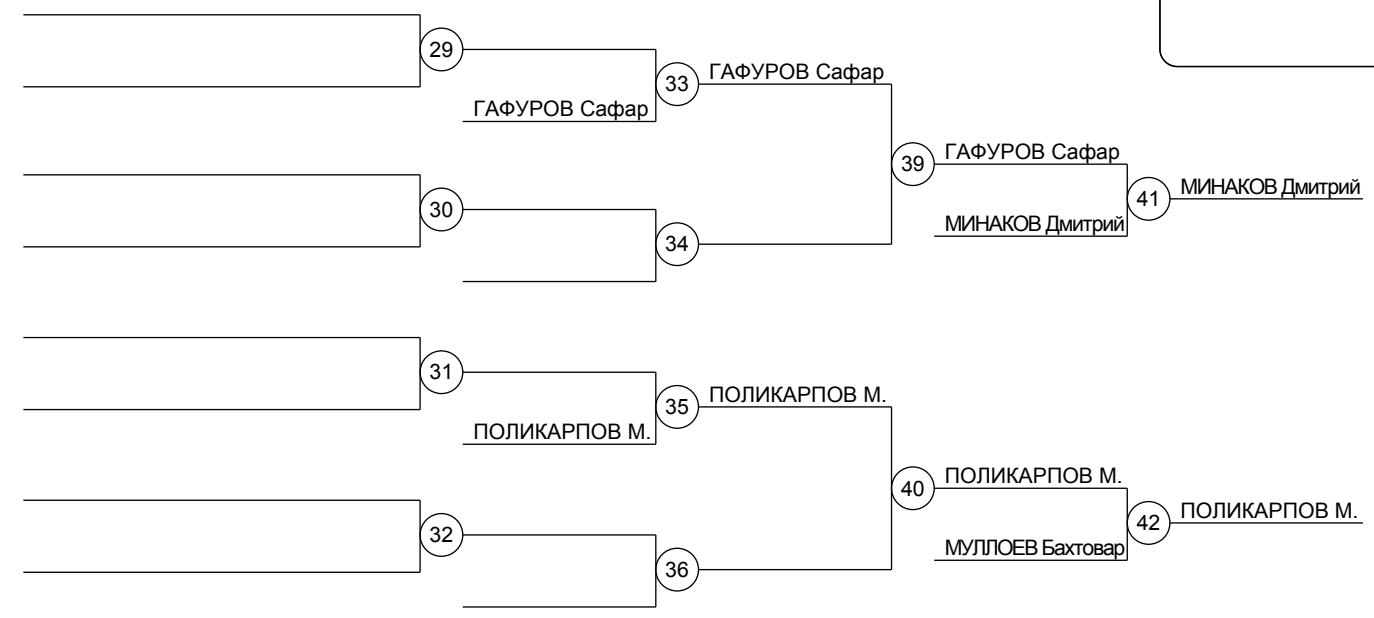 29
33
ГАФУРОВ Сафар
ГАФУРОВ Сафар
39
ГАФУРОВ Сафар
30
41
МИНАКОВ Дмитрий
МИНАКОВ Дмитрий
34
31
35
ПОЛИКАРПОВ М.
ПОЛИКАРПОВ М.
40
ПОЛИКАРПОВ М.
32
42
ПОЛИКАРПОВ М.
МУЛЛОЕВ Бахтовар
36